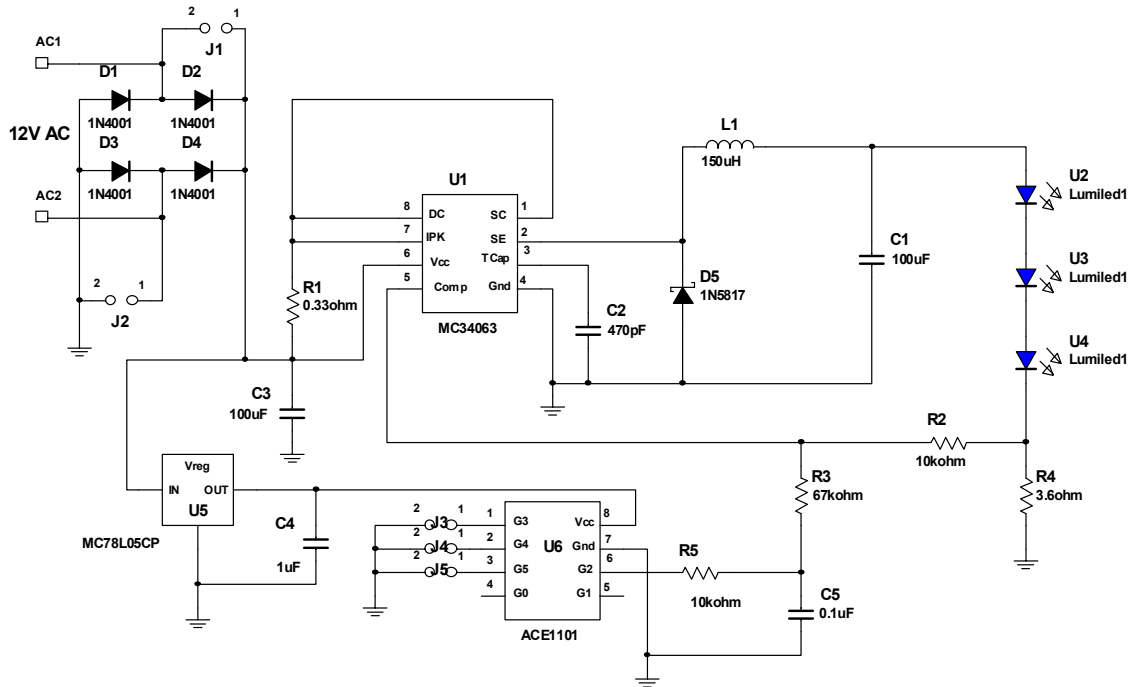 2 1
AC1
J1
D1 D2
1N4001 1N4001
12V AC
D3 D4
1N4001 1N4001
AC2
2 1
J2
L1
150uH
U1
8 DC SC 1
7 IPK SE 2
6 Vcc TCap 3
5 Comp Gnd 4
MC34063
R1
0.33ohm
C2
470pF
D5
1N5817
C1
100uF
U2
Lumiled1
U3
Lumiled1
U4
Lumiled1
C3
100uF
R2
10kohm
R3
67kohm
R4
3.6ohm
Vreg
IN OUT
U5
MC78L05CP
C4
1uF
2 J3 1
2 J4 1
2 J5 1
1 G3 Vcc 8
2 G4 Gnd 7
3 G5 G2 6
4 G0 G1 5
U6
ACE1101
R5
10kohm
C5
0.1uF